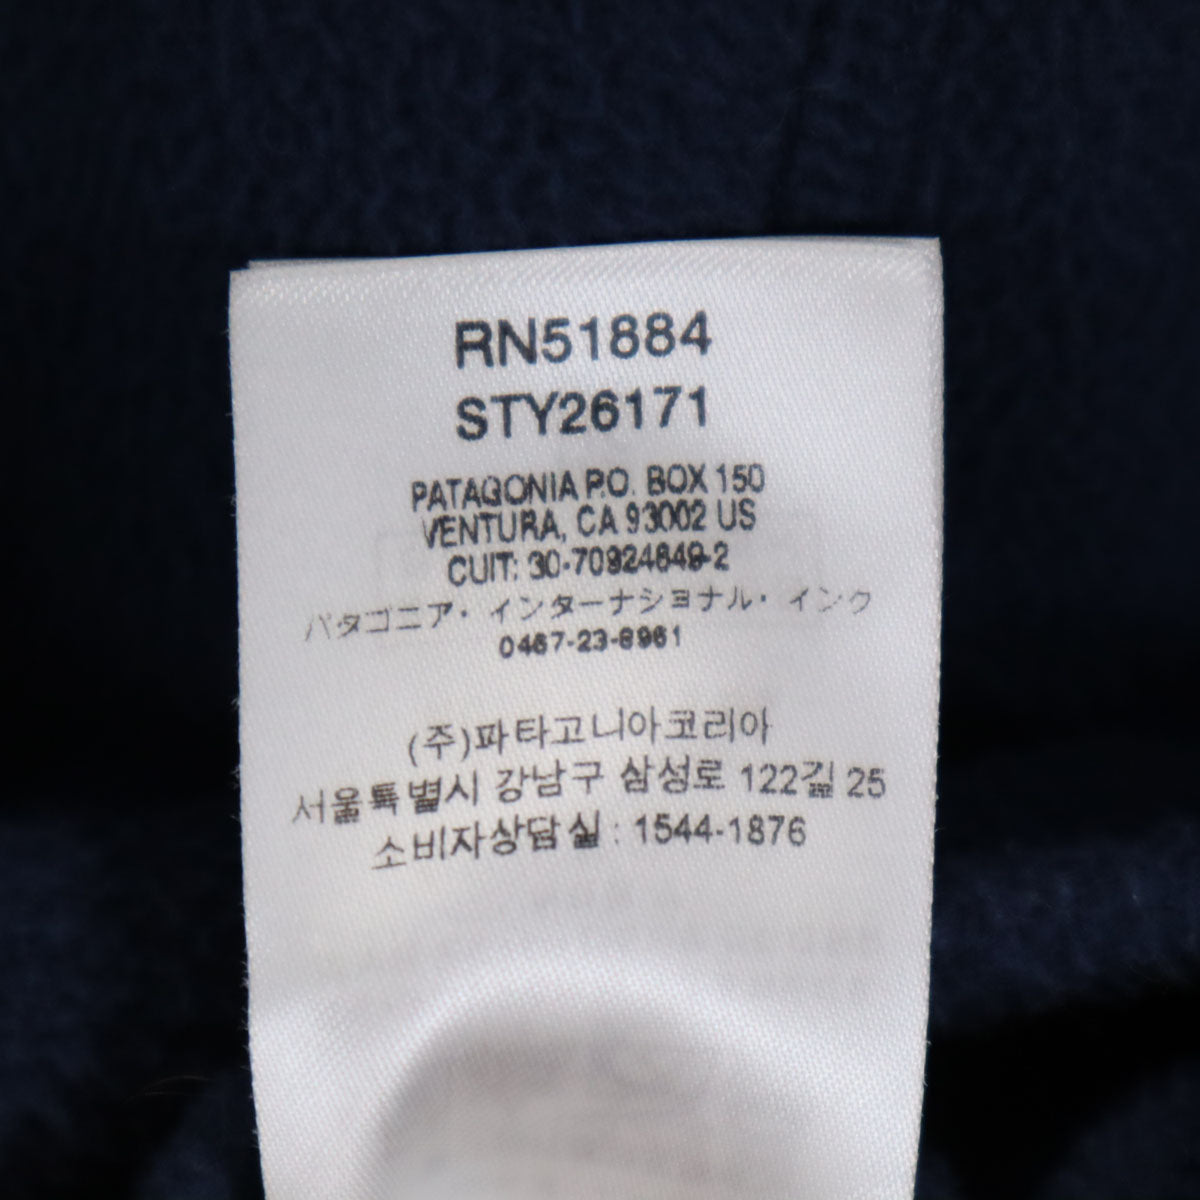 RN51884
STY26171
PATAGONIA P.O. BOX 150
VENTURA, CA 93002 US
CUIT: 30-70924849-2
パタゴニア・インターナショナル・インク
0467-23-8961
(주)파타고니아코리아
서울특별시 강남구 삼성로 122길 25
소비자상담실 : 1544-1876